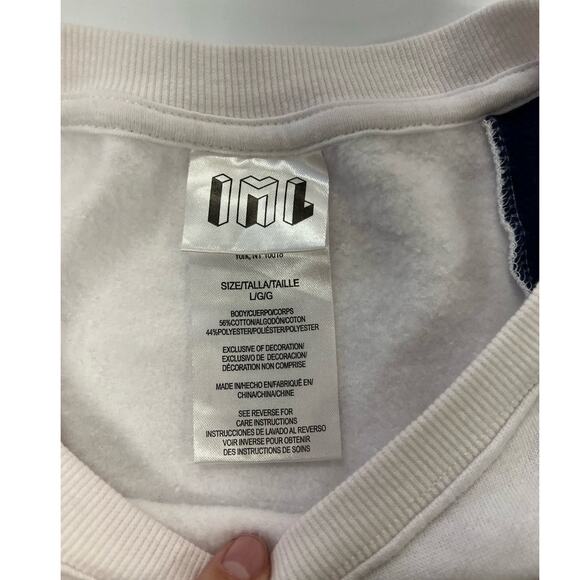 IML
York, NY 10018
SIZE/TALLA/TAILLE
L/G/G
BODY/CUERPO/CORPS
56%COTTON/ALGODÓN/COTON
44%POLYESTER/POLIÉSTER/POLYESTER
EXCLUSIVE OF DECORATION/
EXCLUSIVO DE DECORACION/
DÉCORATION NON COMPRISE
MADE IN/HECHO EN/FABRIQUÉ EN/
CHINA/CHINA/CHINE
SEE REVERSE FOR
CARE INSTRUCTIONS
INSTRUCCIONES DE LAVADO AL REVERSO
VOIR INVERSE POUR OBTENIR
DES INSTRUCTIONS DE SOINS